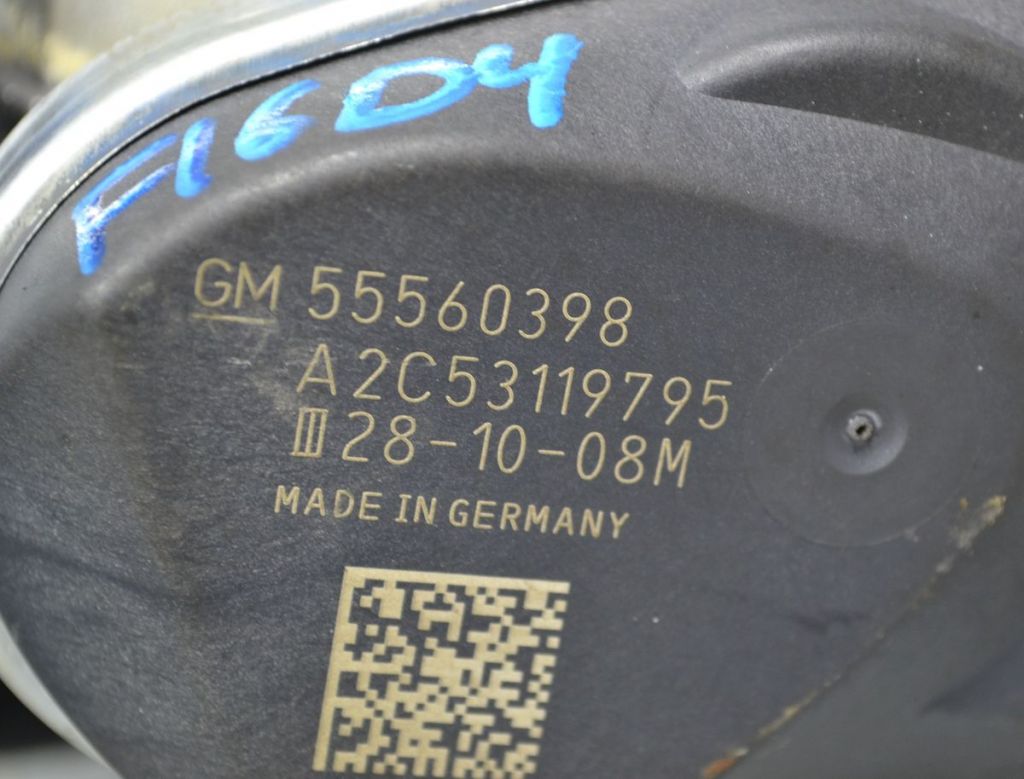 F16D4
GM 55560398
A2C53119795
III 28-10-08M
MADE IN GERMANY